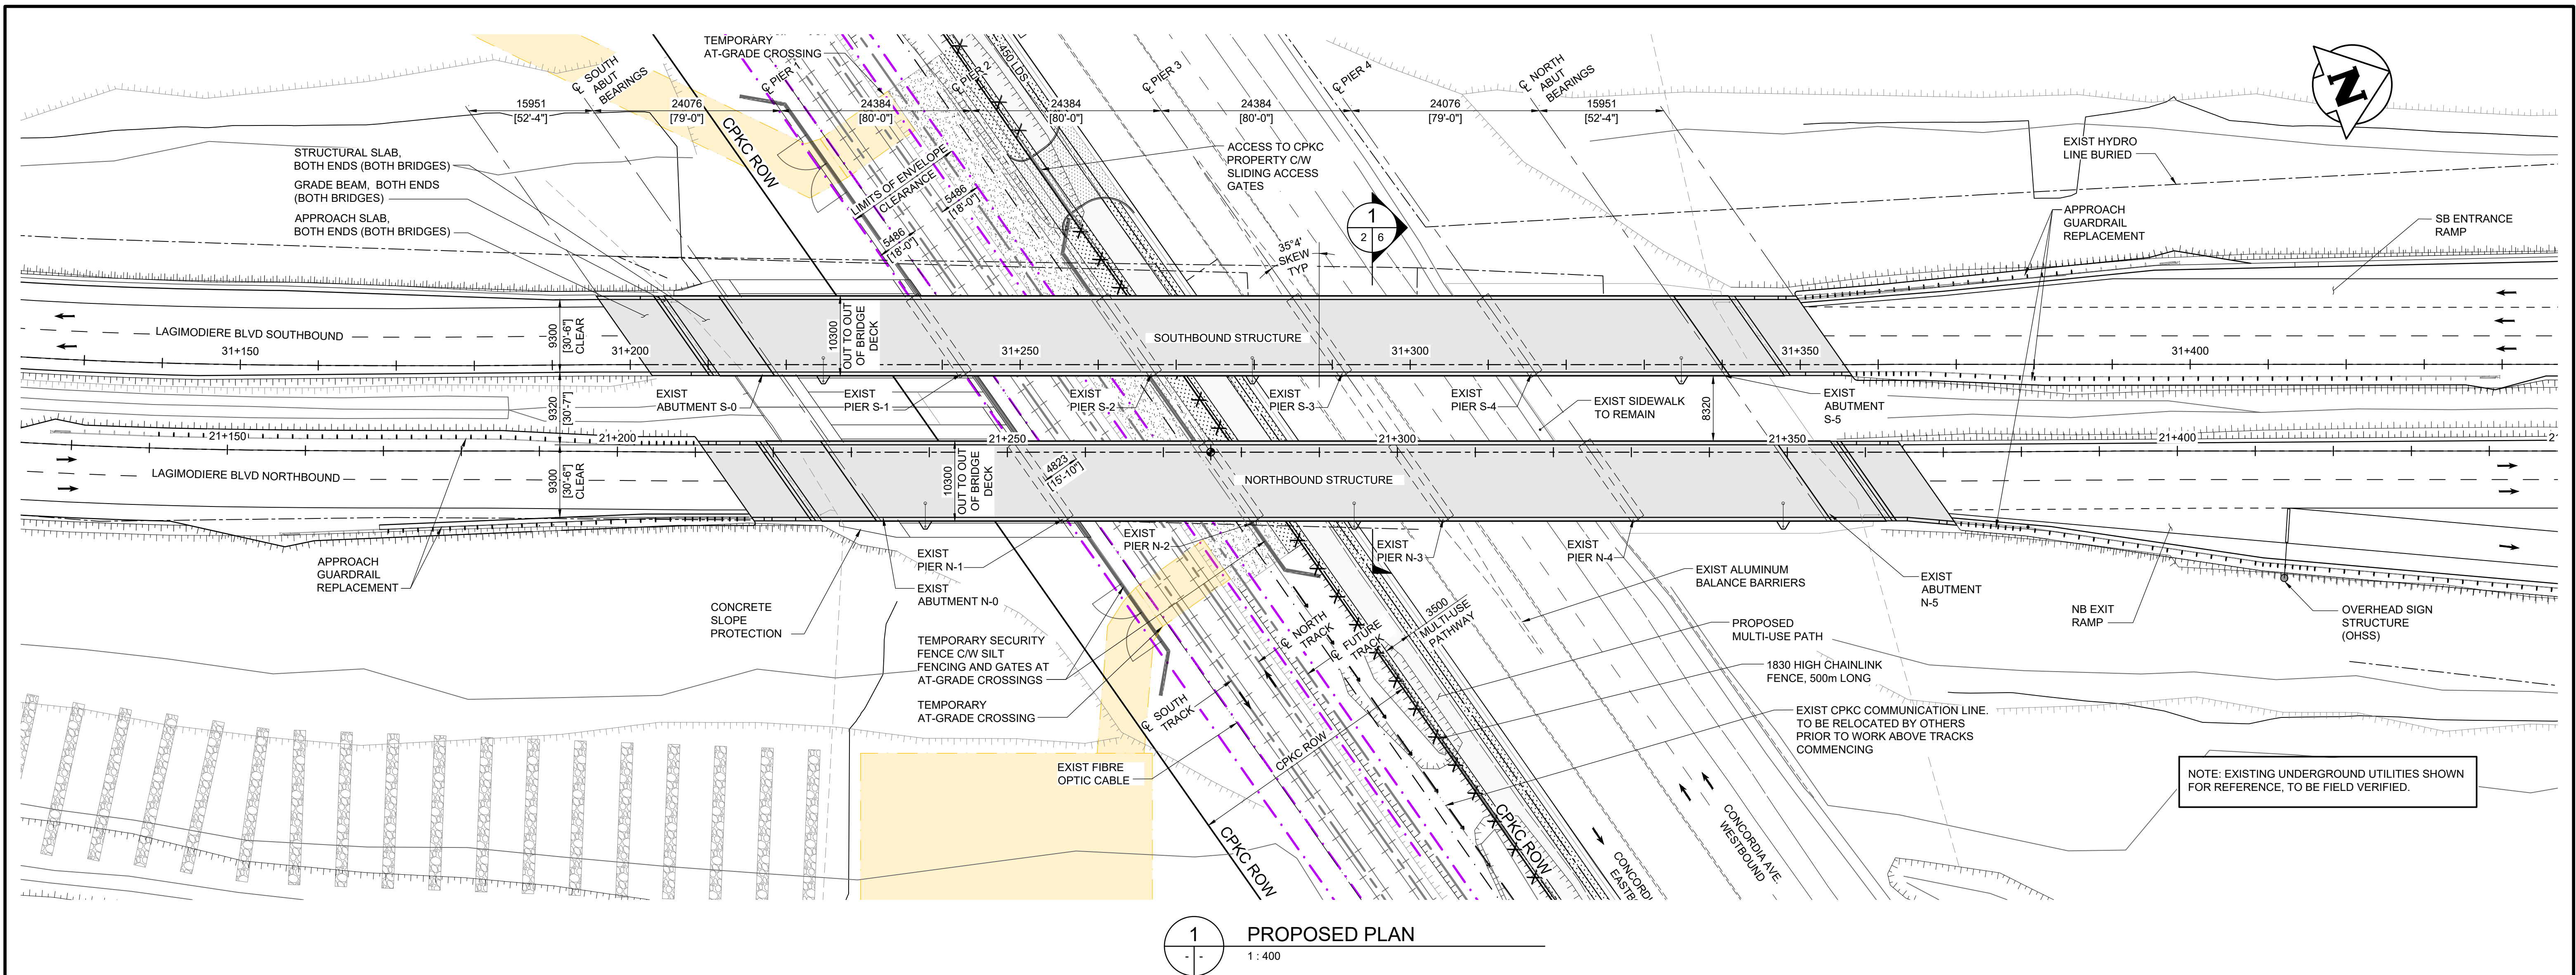 TEMPORARY
AT-GRADE CROSSING
℄ SOUTH
ABUT
BEARINGS
℄ PIER 1
℄ PIER 2
450 LDS
℄ PIER 3
℄ PIER 4
℄ NORTH
ABUT
BEARINGS
N
15951
[52'-4"]
24076
[79'-0"]
24384
[80'-0"]
24384
[80'-0"]
24384
[80'-0"]
24076
[79'-0"]
15951
[52'-4"]
CPKC ROW
STRUCTURAL SLAB,
BOTH ENDS (BOTH BRIDGES)
GRADE BEAM, BOTH ENDS
(BOTH BRIDGES)
APPROACH SLAB,
BOTH ENDS (BOTH BRIDGES)
LIMITS OF ENVELOPE
CLEARANCE
5486
[18'-0"]
5486
[18'-0"]
ACCESS TO CPKC
PROPERTY C/W
SLIDING ACCESS
GATES
1
2 6
35°4'
SKEW
TYP
EXIST HYDRO
LINE BURIED
APPROACH
GUARDRAIL
REPLACEMENT
SB ENTRANCE
RAMP
LAGIMODIERE BLVD SOUTHBOUND
9300
[30'-6"]
CLEAR
10300
OUT TO OUT
OF BRIDGE
DECK
SOUTHBOUND STRUCTURE
31+150
31+200
31+250
31+300
31+350
31+400
9320
[30'-7"]
EXIST
ABUTMENT S-0
EXIST
PIER S-1
EXIST
PIER S-2
EXIST
PIER S-3
EXIST
PIER S-4
EXIST SIDEWALK
TO REMAIN
8320
EXIST
ABUTMENT
S-5
21+150
21+200
21+250
21+300
21+350
21+400
21
LAGIMODIERE BLVD NORTHBOUND
9300
[30'-6"]
CLEAR
10300
OUT TO OUT
OF BRIDGE
DECK
4823
[15'-10"]
NORTHBOUND STRUCTURE
APPROACH
GUARDRAIL
REPLACEMENT
CONCRETE
SLOPE
PROTECTION
EXIST
PIER N-1
EXIST
ABUTMENT N-0
EXIST
PIER N-2
EXIST
PIER N-3
EXIST
PIER N-4
EXIST ALUMINUM
BALANCE BARRIERS
EXIST
ABUTMENT
N-5
NB EXIT
RAMP
OVERHEAD SIGN
STRUCTURE
(OHSS)
TEMPORARY SECURITY
FENCE C/W SILT
FENCING AND GATES AT
AT-GRADE CROSSINGS
TEMPORARY
AT-GRADE CROSSING
℄ SOUTH
TRACK
℄ NORTH
TRACK
℄ FUTURE
TRACK
3500
MULTI-USE
PATHWAY
PROPOSED
MULTI-USE PATH
1830 HIGH CHAINLINK
FENCE, 500m LONG
EXIST CPKC COMMUNICATION LINE.
TO BE RELOCATED BY OTHERS
PRIOR TO WORK ABOVE TRACKS
COMMENCING
EXIST FIBRE
OPTIC CABLE
CPKC ROW
CPKC ROW
CPKC ROW
CONCORDI
EASTB
CONCORDIA AVE
WESTBOUND
NOTE: EXISTING UNDERGROUND UTILITIES SHOWN
FOR REFERENCE, TO BE FIELD VERIFIED.
1
- -
PROPOSED PLAN
1 : 400